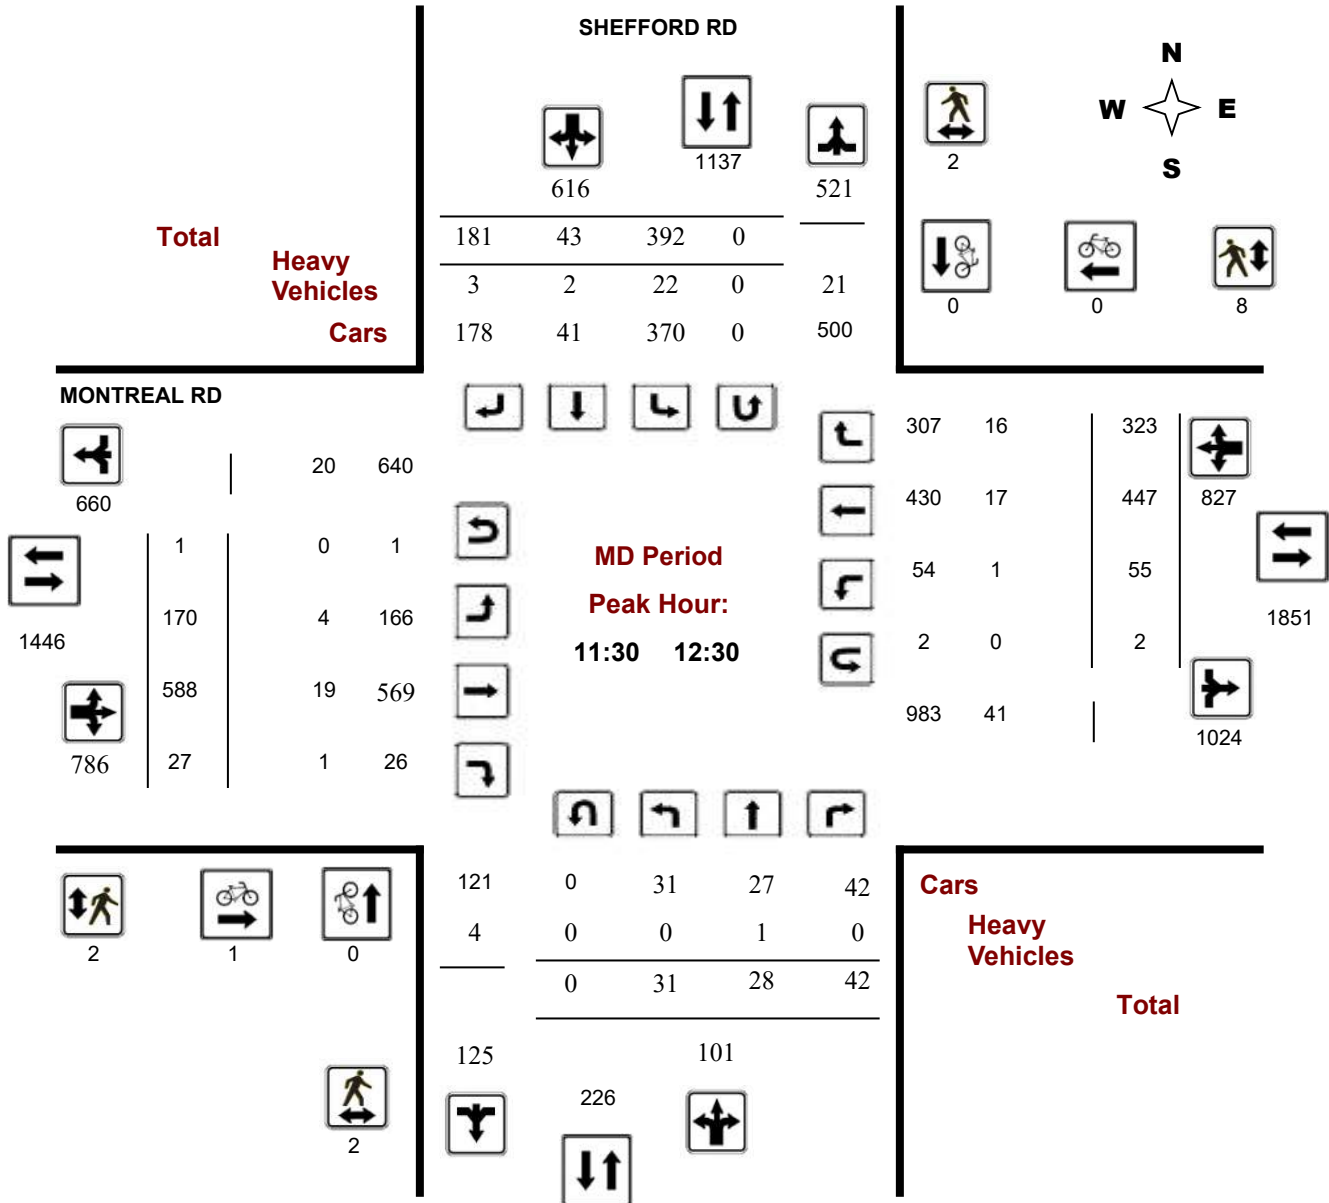 SHEFFORD RD
N
W E
S
1137
2
616
521
Total
181 43 392 0
Heavy
Vehicles
3 2 22 0 21
0 0 8
Cars
178 41 370 0 500
MONTREAL RD
307 16 323
20 640
660
430 17 447 827
1 0 1
MD Period
54 1 55
170 4 166
Peak Hour:
1446
1851
11:30 12:30
2 0 2
588 19 569
983 41
1024
786 27 1 26
121 0 31 27 42
Cars
4 0 0 1 0
Heavy
Vehicles
2 1 0
0 31 28 42
Total
125 101
226
2